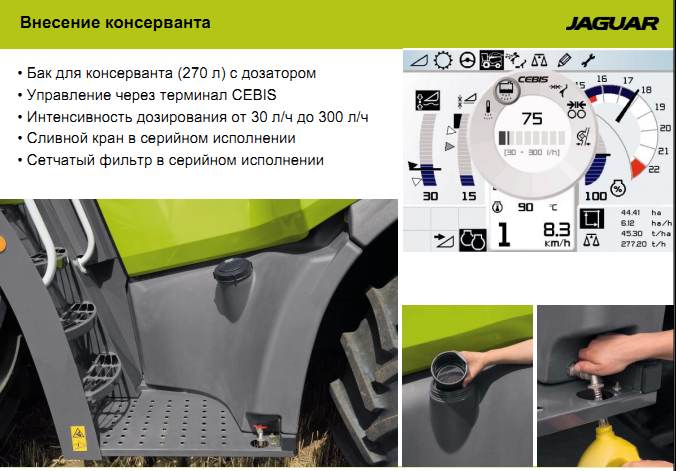 Внесение консерванта
JAGUAR
• Бак для консерванта (270 л) с дозатором
• Управление через терминал CEBIS
• Интенсивность дозирования от 30 л/ч до 300 л/ч
• Сливной кран в серийном исполнении
• Сетчатый фильтр в серийном исполнении
CEBIS
75
[30 - 300 l/h]
15
16
17
18
19
20
21
22
30
15
100
%
90 °C
1
8.3
KM/h
44.41 ha
6.12 ha/h
45.30 t/ha
277.20 t/h